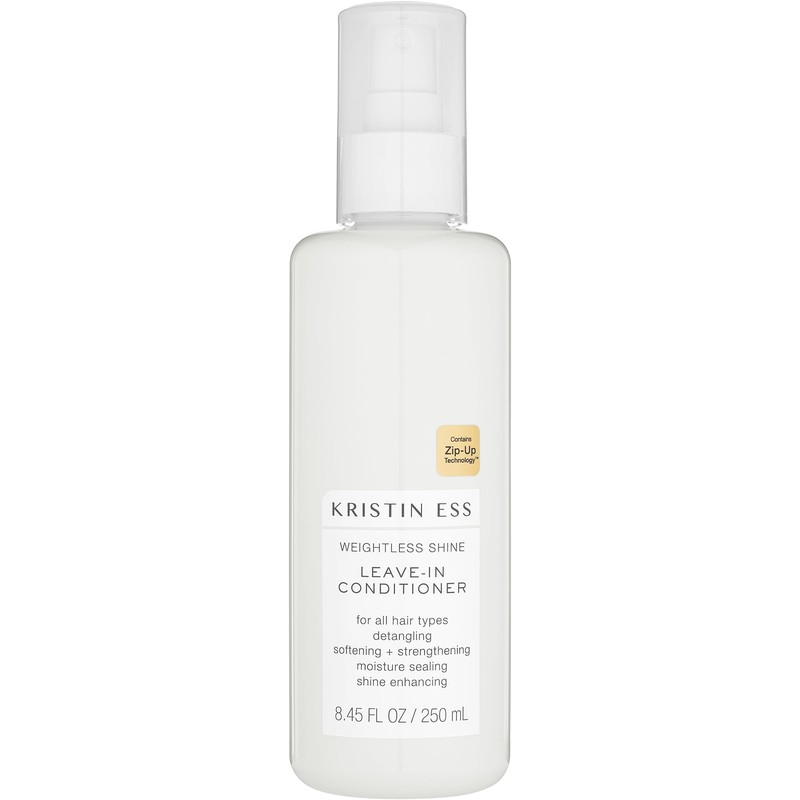 Contains
Zip-Up
Technology™
KRISTIN ESS
WEIGHTLESS SHINE
LEAVE-IN
CONDITIONER
for all hair types
detangling
softening + strengthening
moisture sealing
shine enhancing
8.45 FL OZ / 250 mL